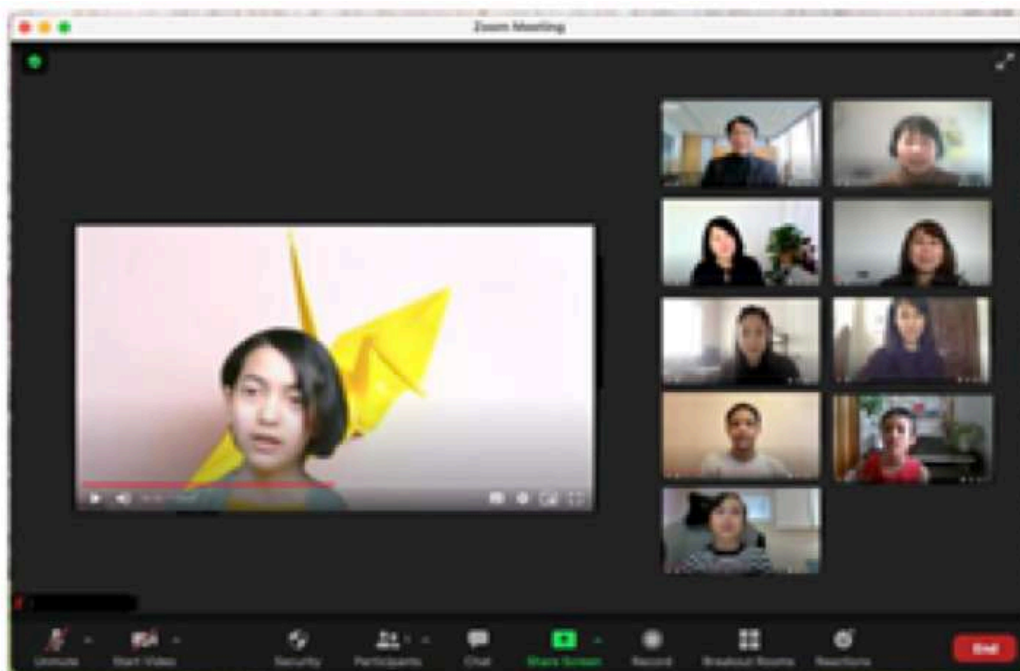 Zoom Meeting
Unmute
Start Video
Security
Participants
Chat
Share Screen
Record
Breakout Rooms
Reactions
End